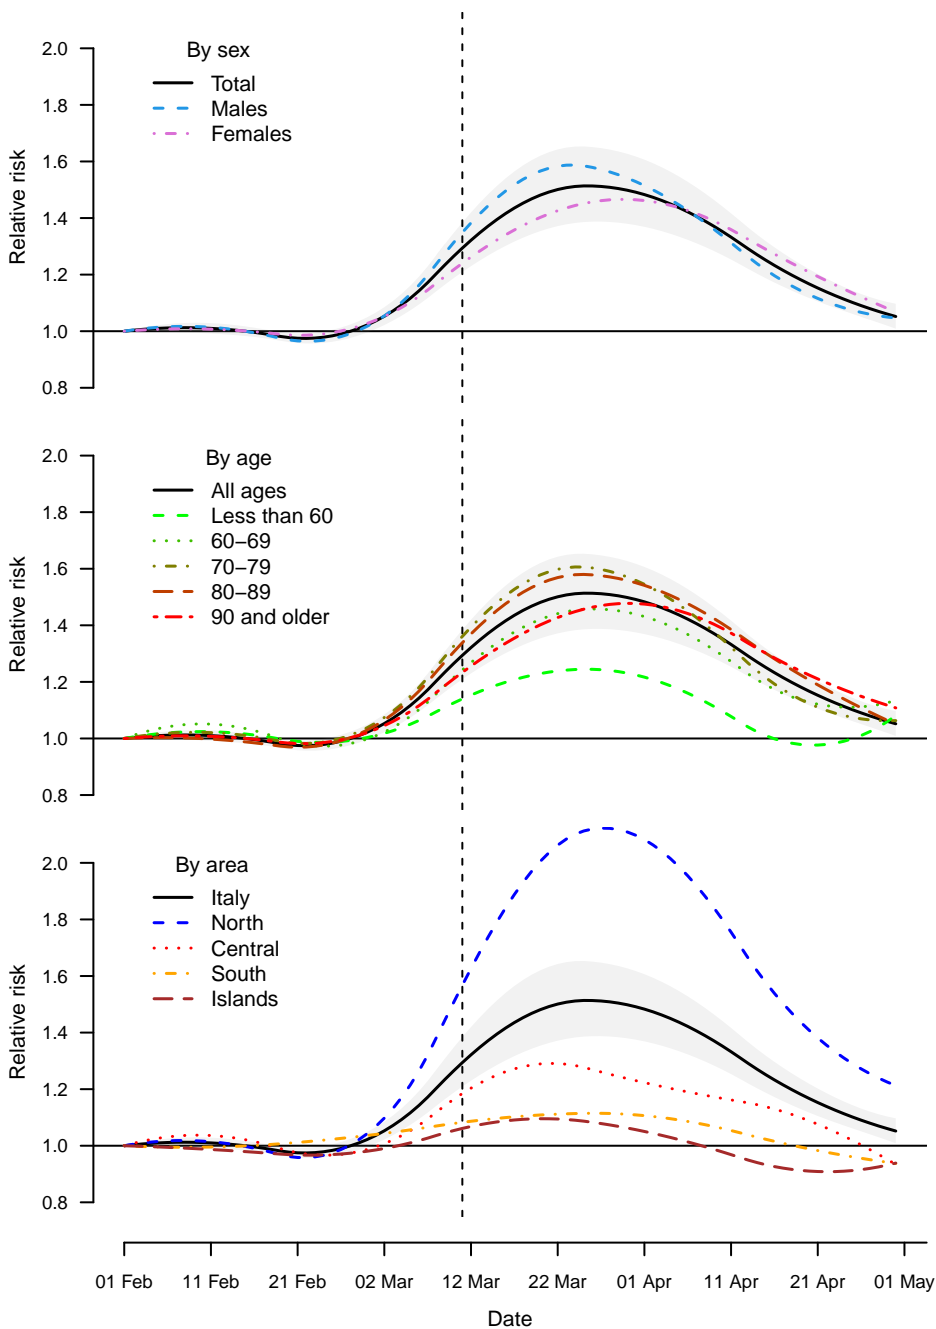 By sex
Total
Males
Females
2.0
1.8
1.6
1.4
1.2
1.0
0.8
Relative risk
By age
All ages
Less than 60
60−69
70−79
80−89
90 and older
2.0
1.8
1.6
1.4
1.2
1.0
0.8
Relative risk
By area
Italy
North
Central
South
Islands
2.0
1.8
1.6
1.4
1.2
1.0
0.8
Relative risk
01 Feb 11 Feb 21 Feb 02 Mar 12 Mar 22 Mar 01 Apr 11 Apr 21 Apr 01 May
Date